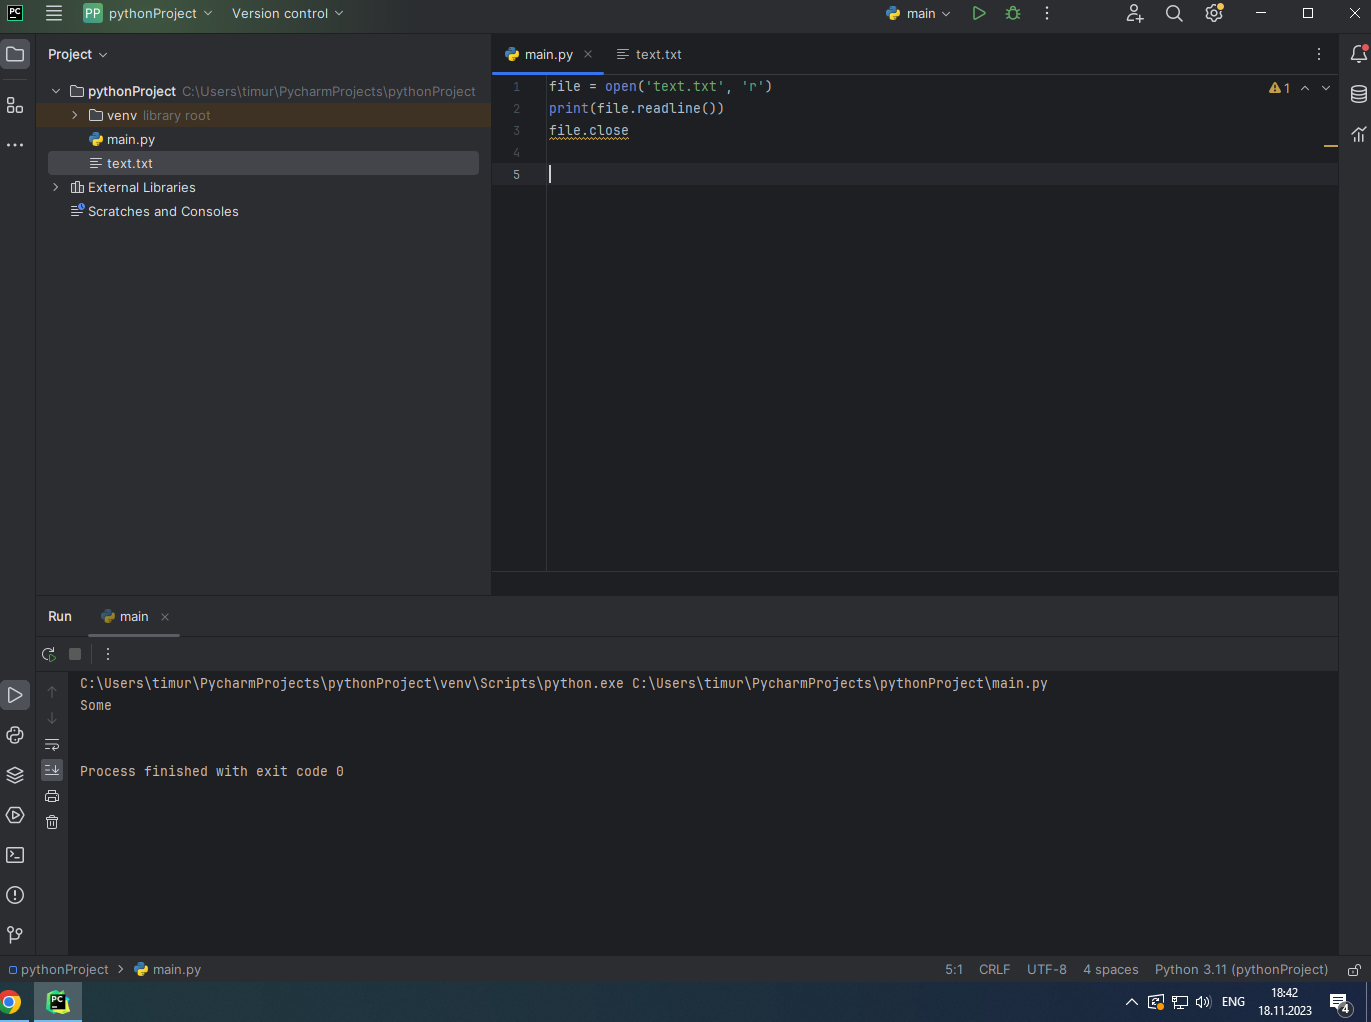 PC
PP pythonProject Version control main
Project
main.py text.txt
pythonProject C:\Users\timur\PycharmProjects\pythonProject
venv library root
main.py
text.txt
External Libraries
Scratches and Consoles
1 file = open('text.txt', 'r')
2 print(file.readline())
3 file.close
4
5
1
Run main
C:\Users\timur\PycharmProjects\pythonProject\venv\Scripts\python.exe C:\Users\timur\PycharmProjects\pythonProject\main.py
Some
Process finished with exit code 0
pythonProject main.py 5:1 CRLF UTF-8 4 spaces Python 3.11 (pythonProject)
PC ENG 18:42
18.11.2023 4